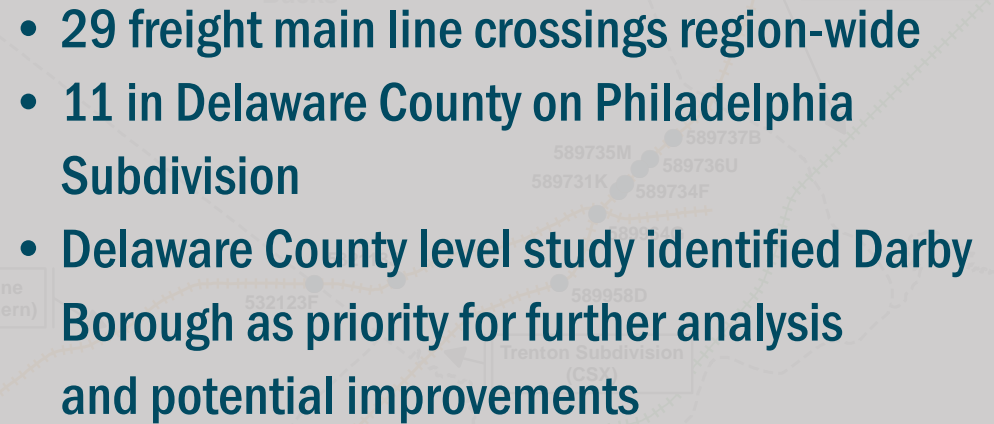 • 29 freight main line crossings region-wide
• 11 in Delaware County on Philadelphia
Subdivision
• Delaware County level study identified Darby
Borough as priority for further analysis
and potential improvements
589737B
589735M
589736U
589731K
589734F
532123F
589958D
ne
ern)
Trenton Subdivision
(CSX)